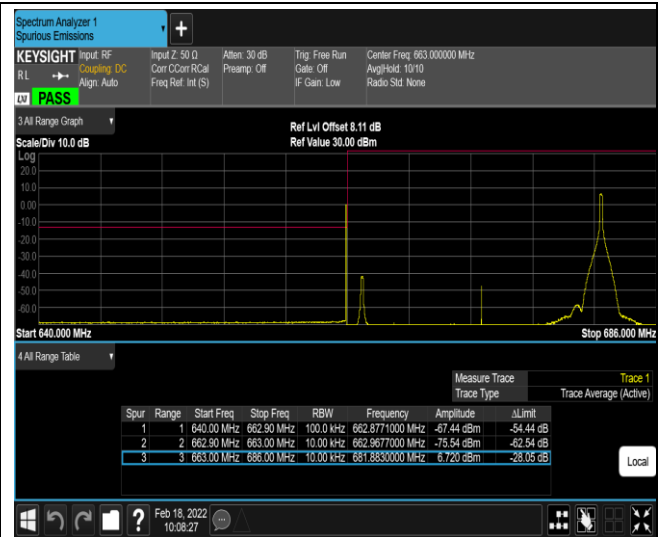 Spectrum Analyzer 1
Spurious Emissions
+
KEYSIGHT Input: RF Input Z: 50 Ω Atten: 30 dB Trig: Free Run Center Freq: 663.000000 MHz
RL Coupling: DC Corr CCorr RCal Preamp: Off Gate: Off Avg|Hold: 10/10
Align: Auto Freq Ref: Int (S) IF Gain: Low Radio Std: None
LXI PASS
3 All Range Graph
Ref Lvl Offset 8.11 dB
Scale/Div 10.0 dB Ref Value 30.00 dBm
Log
20.0
10.0
0.00
-10.0
-20.0
-30.0
-40.0
-50.0
-60.0
Start 640.000 MHz Stop 686.000 MHz
4 All Range Table
Measure Trace Trace 1
Trace Type Trace Average (Active)
Spur Range Start Freq Stop Freq RBW Frequency Amplitude ΔLimit
1 1 640.00 MHz 662.90 MHz 100.0 kHz 662.8771000 MHz -67.44 dBm -54.44 dB
2 2 662.90 MHz 663.00 MHz 10.00 kHz 662.9677000 MHz -75.54 dBm -62.54 dB
3 3 663.00 MHz 686.00 MHz 10.00 kHz 681.8830000 MHz 6.720 dBm -28.05 dB
Local
? Feb 18, 2022
10:08:27